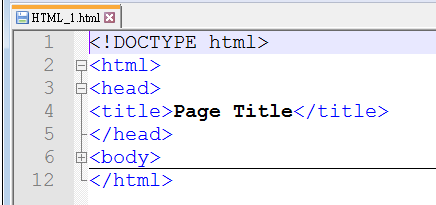 HTML_1.html
1 <!DOCTYPE html>
2 <html>
3 <head>
4 <title>Page Title</title>
5 </head>
6 <body>
12 </html>